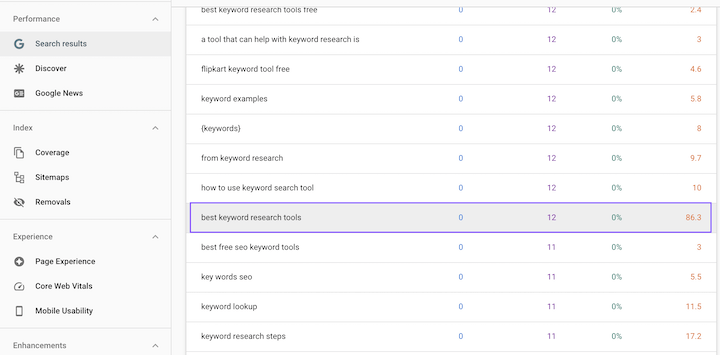 Performance
Search results
Discover
Google News
Index
Coverage
Sitemaps
Removals
Experience
Page Experience
Core Web Vitals
Mobile Usability
Enhancements
best keyword research tools free 0 12 0% 2.4
a tool that can help with keyword research is 0 12 0% 3
flipkart keyword tool free 0 12 0% 4.6
keyword examples 0 12 0% 5.8
{keywords} 0 12 0% 8
from keyword research 0 12 0% 9.7
how to use keyword search tool 0 12 0% 10
best keyword research tools 0 12 0% 86.3
best free seo keyword tools 0 11 0% 3
key words seo 0 11 0% 5.5
keyword lookup 0 11 0% 11.5
keyword research steps 0 11 0% 17.2